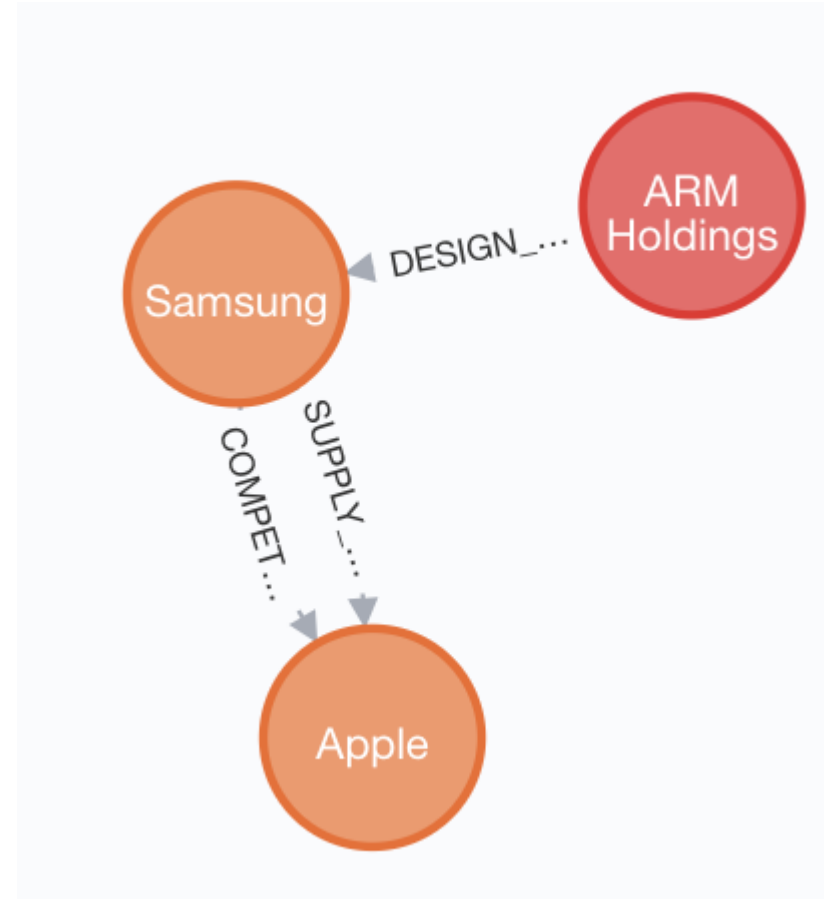 ARM
Holdings
DESIGN_...
Samsung
SUPPLY_...
COMPET...
Apple